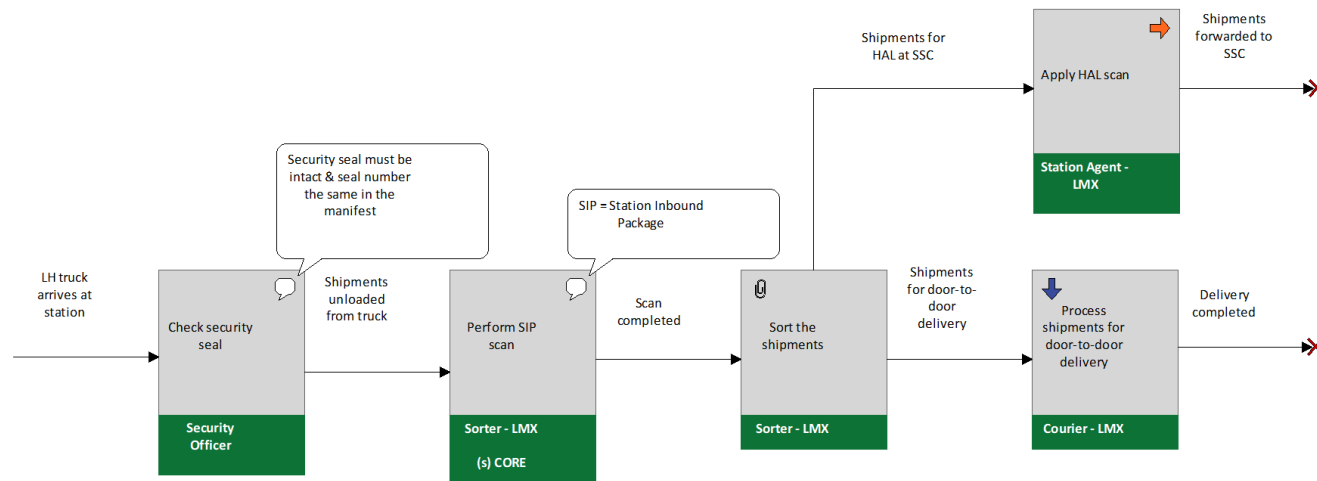 Shipments for
HAL at SSC
Apply HAL scan
Station Agent -
LMX
Shipments
forwarded to
SSC
Security seal must be
intact & seal number
the same in the
manifest
SIP = Station Inbound
Package
LH truck
arrives at
station
Check security
seal
Security
Officer
Shipments
unloaded
from truck
Perform SIP
scan
Sorter - LMX
(s) CORE
Scan
completed
Sort the
shipments
Sorter - LMX
Shipments
for door-to-
door
delivery
Process
shipments for
door-to-door
delivery
Courier - LMX
Delivery
completed